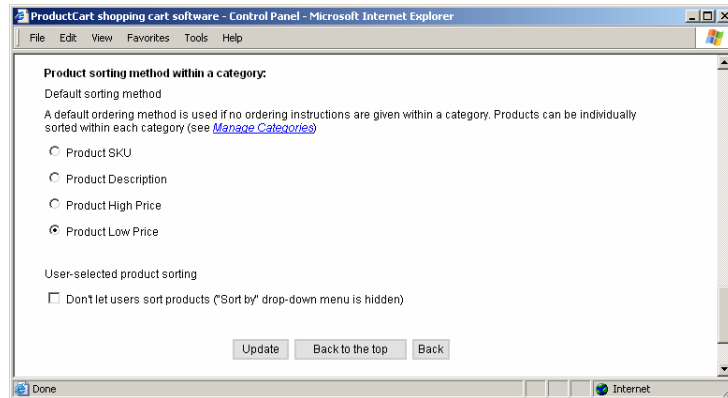 ProductCart shopping cart software - Control Panel - Microsoft Internet Explorer
File Edit View Favorites Tools Help
Product sorting method within a category:
Default sorting method
A default ordering method is used if no ordering instructions are given within a category. Products can be individually
sorted within each category (see Manage Categories)
Product SKU
Product Description
Product High Price
Product Low Price
User-selected product sorting
Don't let users sort products ("Sort by" drop-down menu is hidden)
Update Back to the top Back
Done Internet